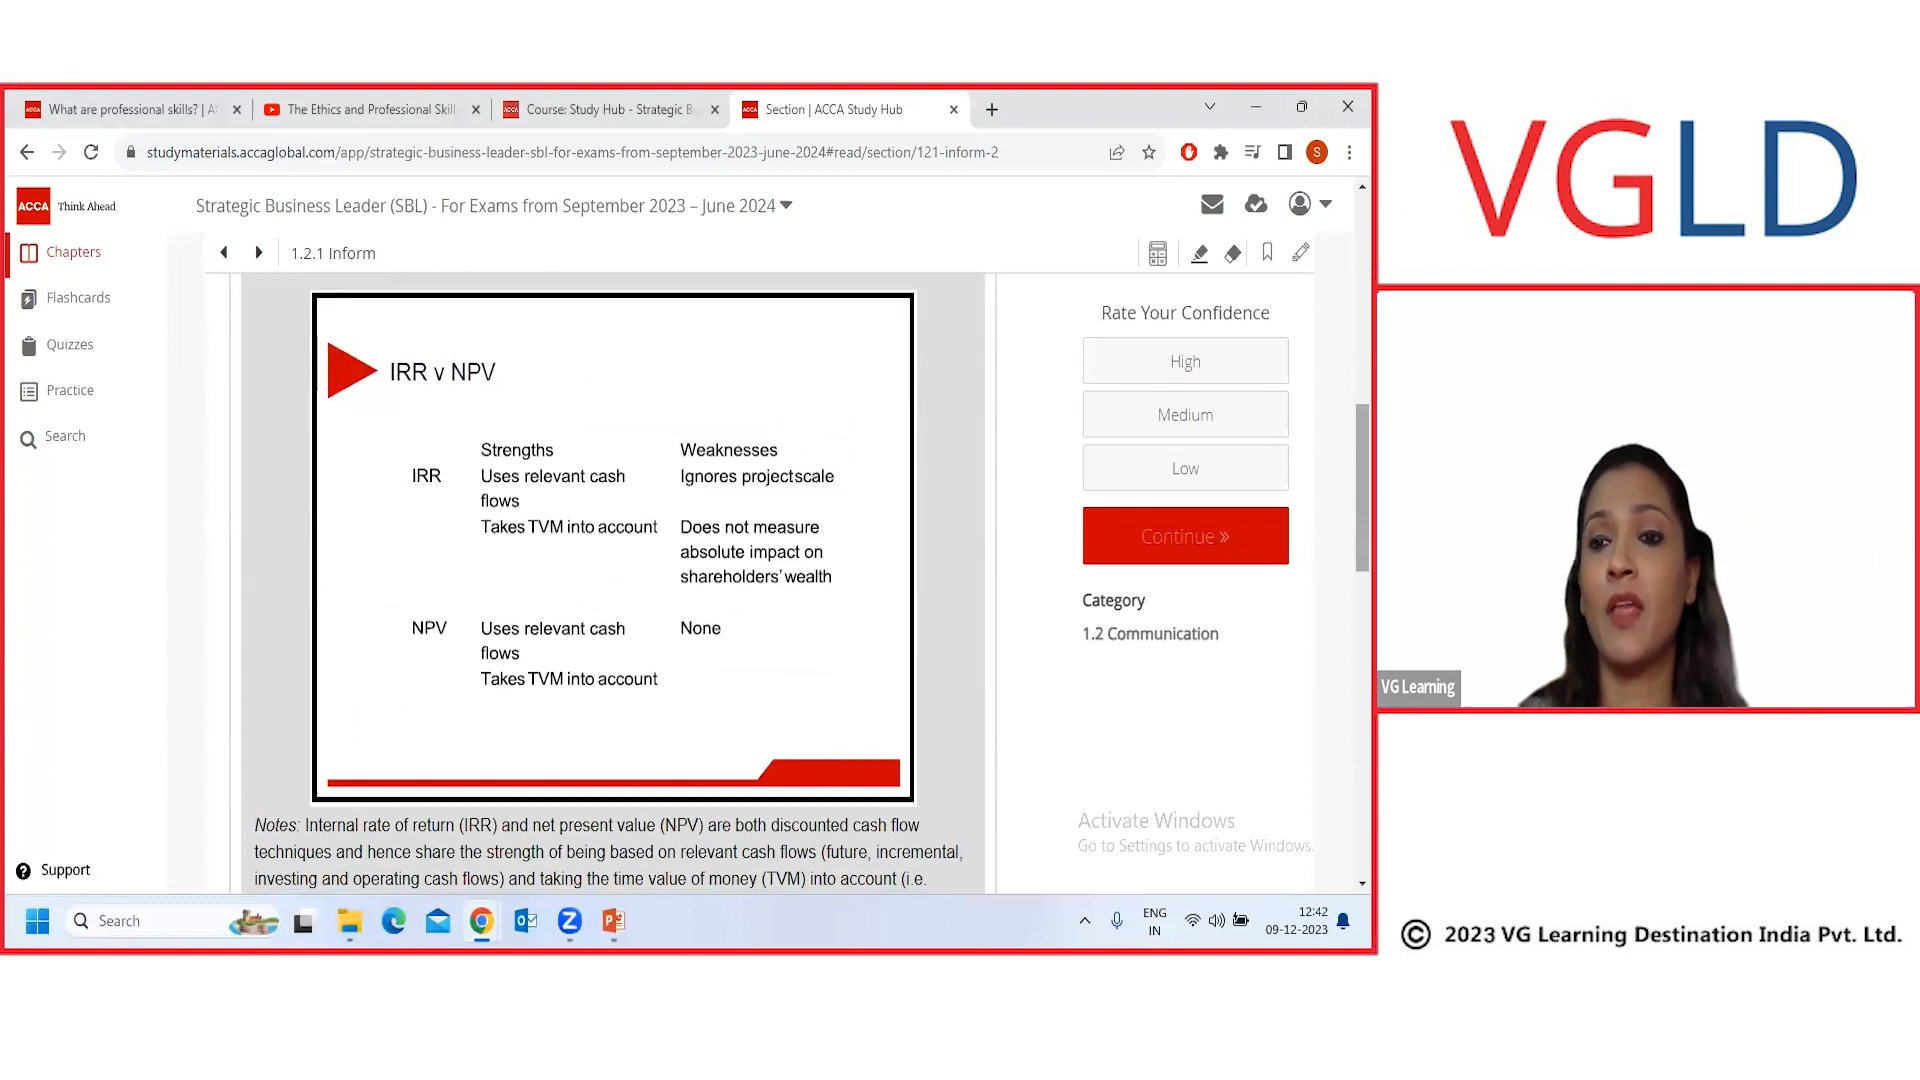 What are professional skills? | A
The Ethics and Professional Skil
Course: Study Hub - Strategic B
Section | ACCA Study Hub
studymaterials.accaglobal.com/app/strategic-business-leader-sbl-for-exams-from-september-2023-june-2024#read/section/121-inform-2
S
ACCA Think Ahead
Strategic Business Leader (SBL) - For Exams from September 2023 – June 2024
Chapters
Flashcards
Quizzes
Practice
Search
Support
1.2.1 Inform
IRR v NPV
Strengths Weaknesses
IRR Uses relevant cash Ignores project scale
flows
Takes TVM into account Does not measure
absolute impact on
shareholders' wealth
NPV Uses relevant cash None
flows
Takes TVM into account
Notes: Internal rate of return (IRR) and net present value (NPV) are both discounted cash flow
techniques and hence share the strength of being based on relevant cash flows (future, incremental,
investing and operating cash flows) and taking the time value of money (TVM) into account (i.e.
Rate Your Confidence
High
Medium
Low
Continue »
Category
1.2 Communication
Activate Windows
Go to Settings to activate Windows.
Search
ENG
IN
12:42
09-12-2023
VGLD
VG Learning
© 2023 VG Learning Destination India Pvt. Ltd.